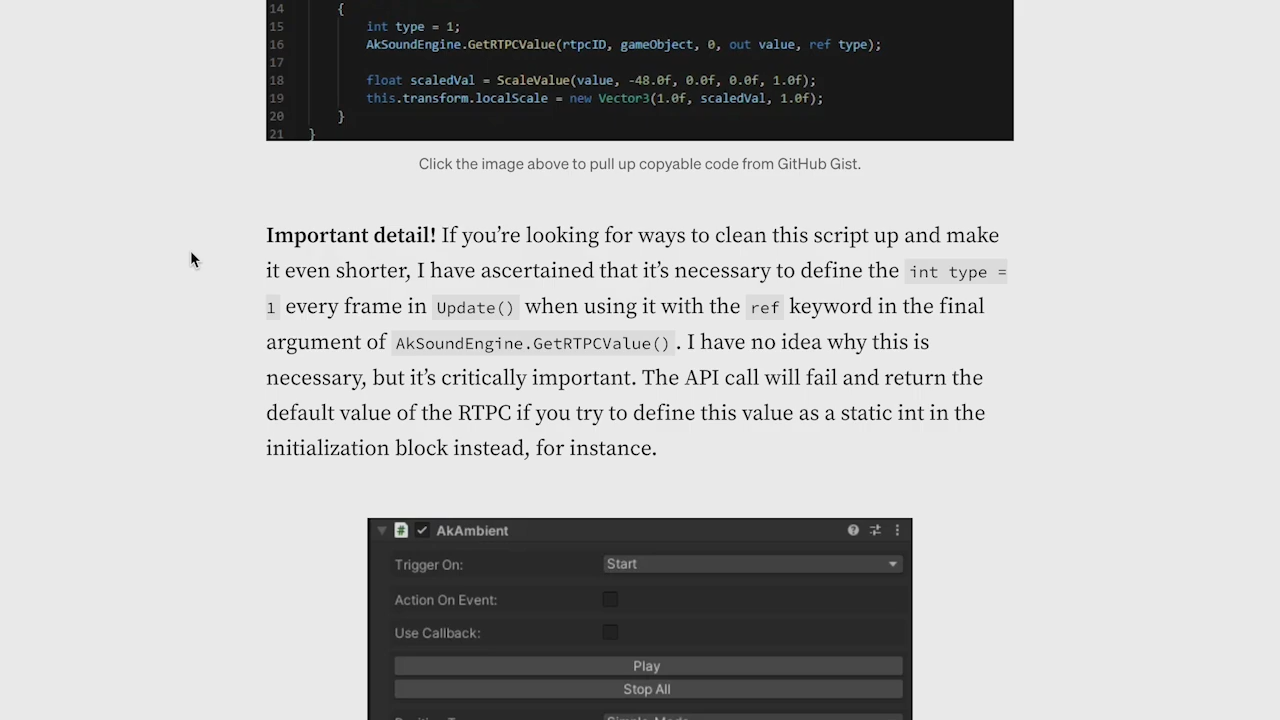 14 {
15 int type = 1;
16 AkSoundEngine.GetRTPCValue(rtpcID, gameObject, 0, out value, ref type);
17
18 float scaledVal = ScaleValue(value, -48.0f, 0.0f, 0.0f, 1.0f);
19 this.transform.localScale = new Vector3(1.0f, scaledVal, 1.0f);
20 }
21 }
Click the image above to pull up copyable code from GitHub Gist.
Important detail! If you’re looking for ways to clean this script up and make
it even shorter, I have ascertained that it’s necessary to define the int type =
1 every frame in Update() when using it with the ref keyword in the final
argument of AkSoundEngine.GetRTPCValue(). I have no idea why this is
necessary, but it’s critically important. The API call will fail and return the
default value of the RTPC if you try to define this value as a static int in the
initialization block instead, for instance.
AkAmbient
Trigger On: Start
Action On Event:
Use Callback:
Play
Stop All